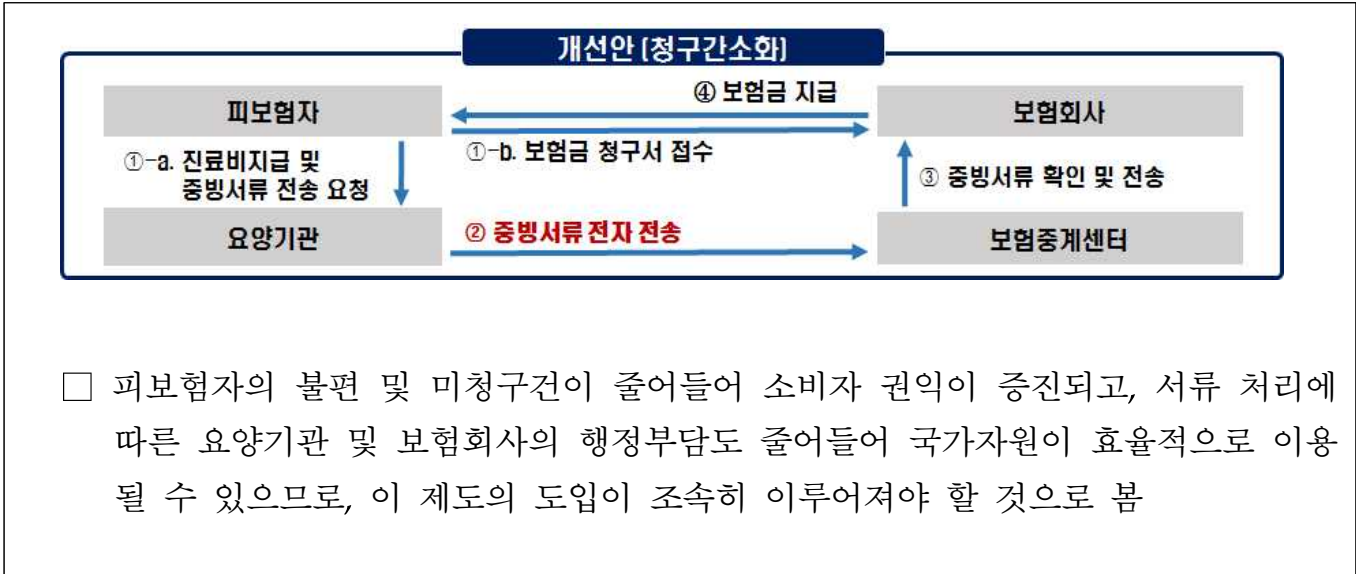 개선안 [청구간소화]
피보험자
④ 보험금 지급
보험회사
①-a. 진료비지급 및
중빙서류 전송 요청
①-b. 보험금 청구서 접수
③ 중빙서류 확인 및 전송
요양기관
② 중빙서류 전자 전송
보험중계센터
□ 피보험자의 불편 및 미청구건이 줄어들어 소비자 권익이 증진되고, 서류 처리에
따른 요양기관 및 보험회사의 행정부담도 줄어들어 국가자원이 효율적으로 이용
될 수 있으므로, 이 제도의 도입이 조속히 이루어져야 할 것으로 봄